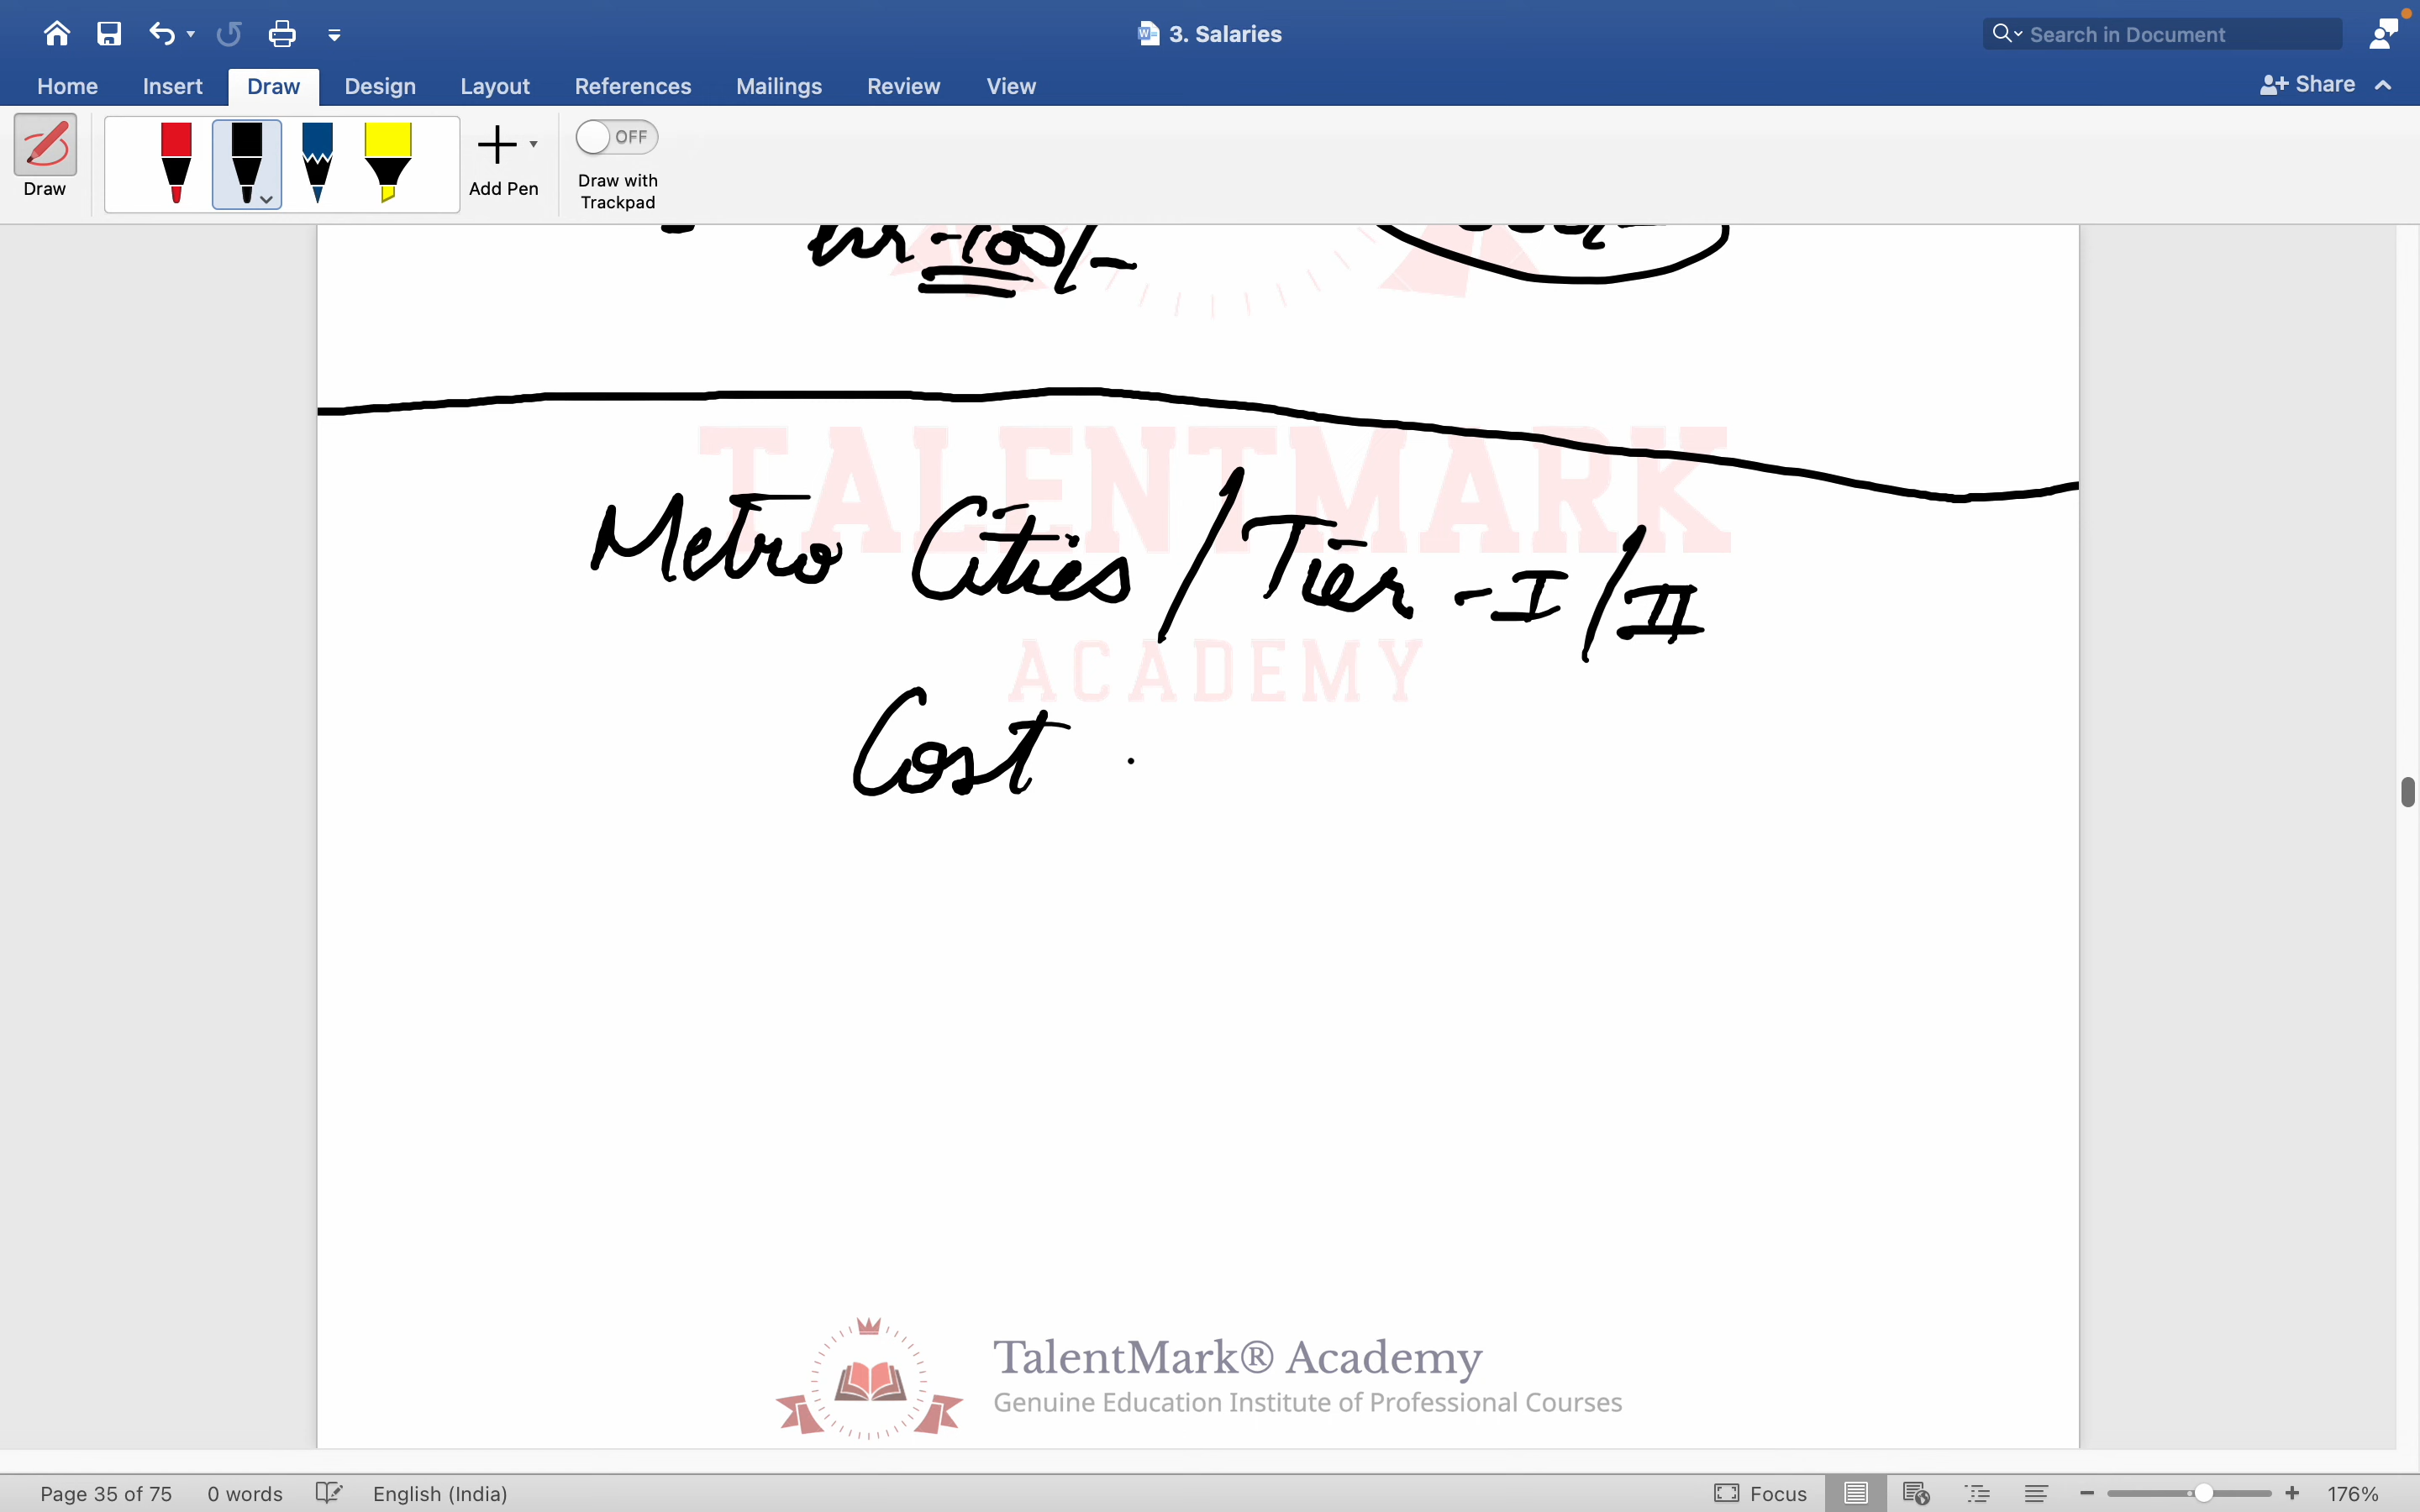 3. Salaries
Search in Document
Home Insert Draw Design Layout References Mailings Review View
Share
Draw
Add Pen
OFF
Draw with
Trackpad
Metro Cities / Tier - I / II
Cost .
TALENTMARK
ACADEMY
TalentMark® Academy
Genuine Education Institute of Professional Courses
Page 35 of 75 0 words English (India) Focus 176%